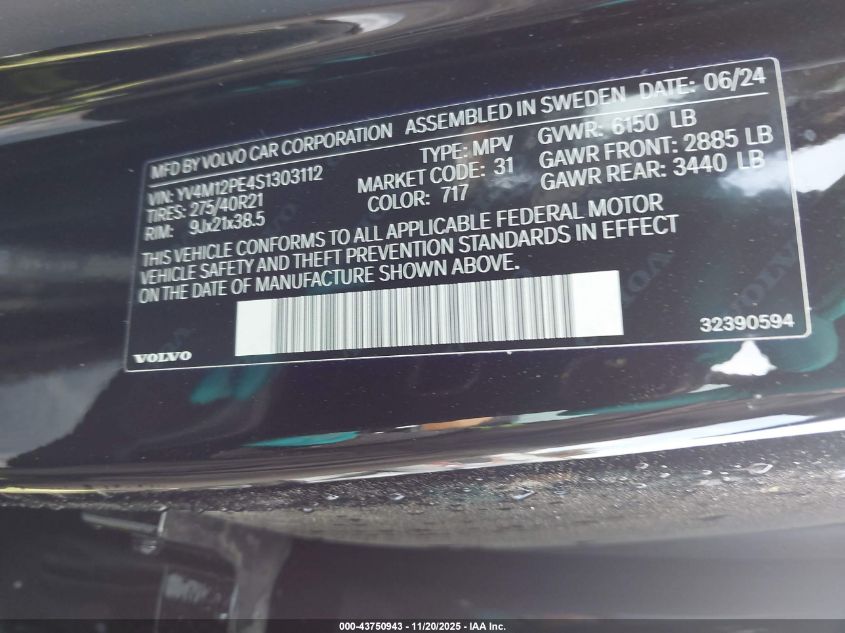 MFD BY VOLVO CAR CORPORATION ASSEMBLED IN SWEDEN DATE: 06/24
VIN: YV4M12PE4S1303112 TYPE: MPV GVWR: 6150 LB
TIRES: 275/40R21 MARKET CODE: 31 GAWR FRONT: 2885 LB
RIM: 9Jx21x38.5 COLOR: 717 GAWR REAR: 3440 LB
THIS VEHICLE CONFORMS TO ALL APPLICABLE FEDERAL MOTOR
VEHICLE SAFETY AND THEFT PREVENTION STANDARDS IN EFFECT
ON THE DATE OF MANUFACTURE SHOWN ABOVE.
VOLVO 32390594
000-43750943 - 11/20/2025 - IAA Inc.